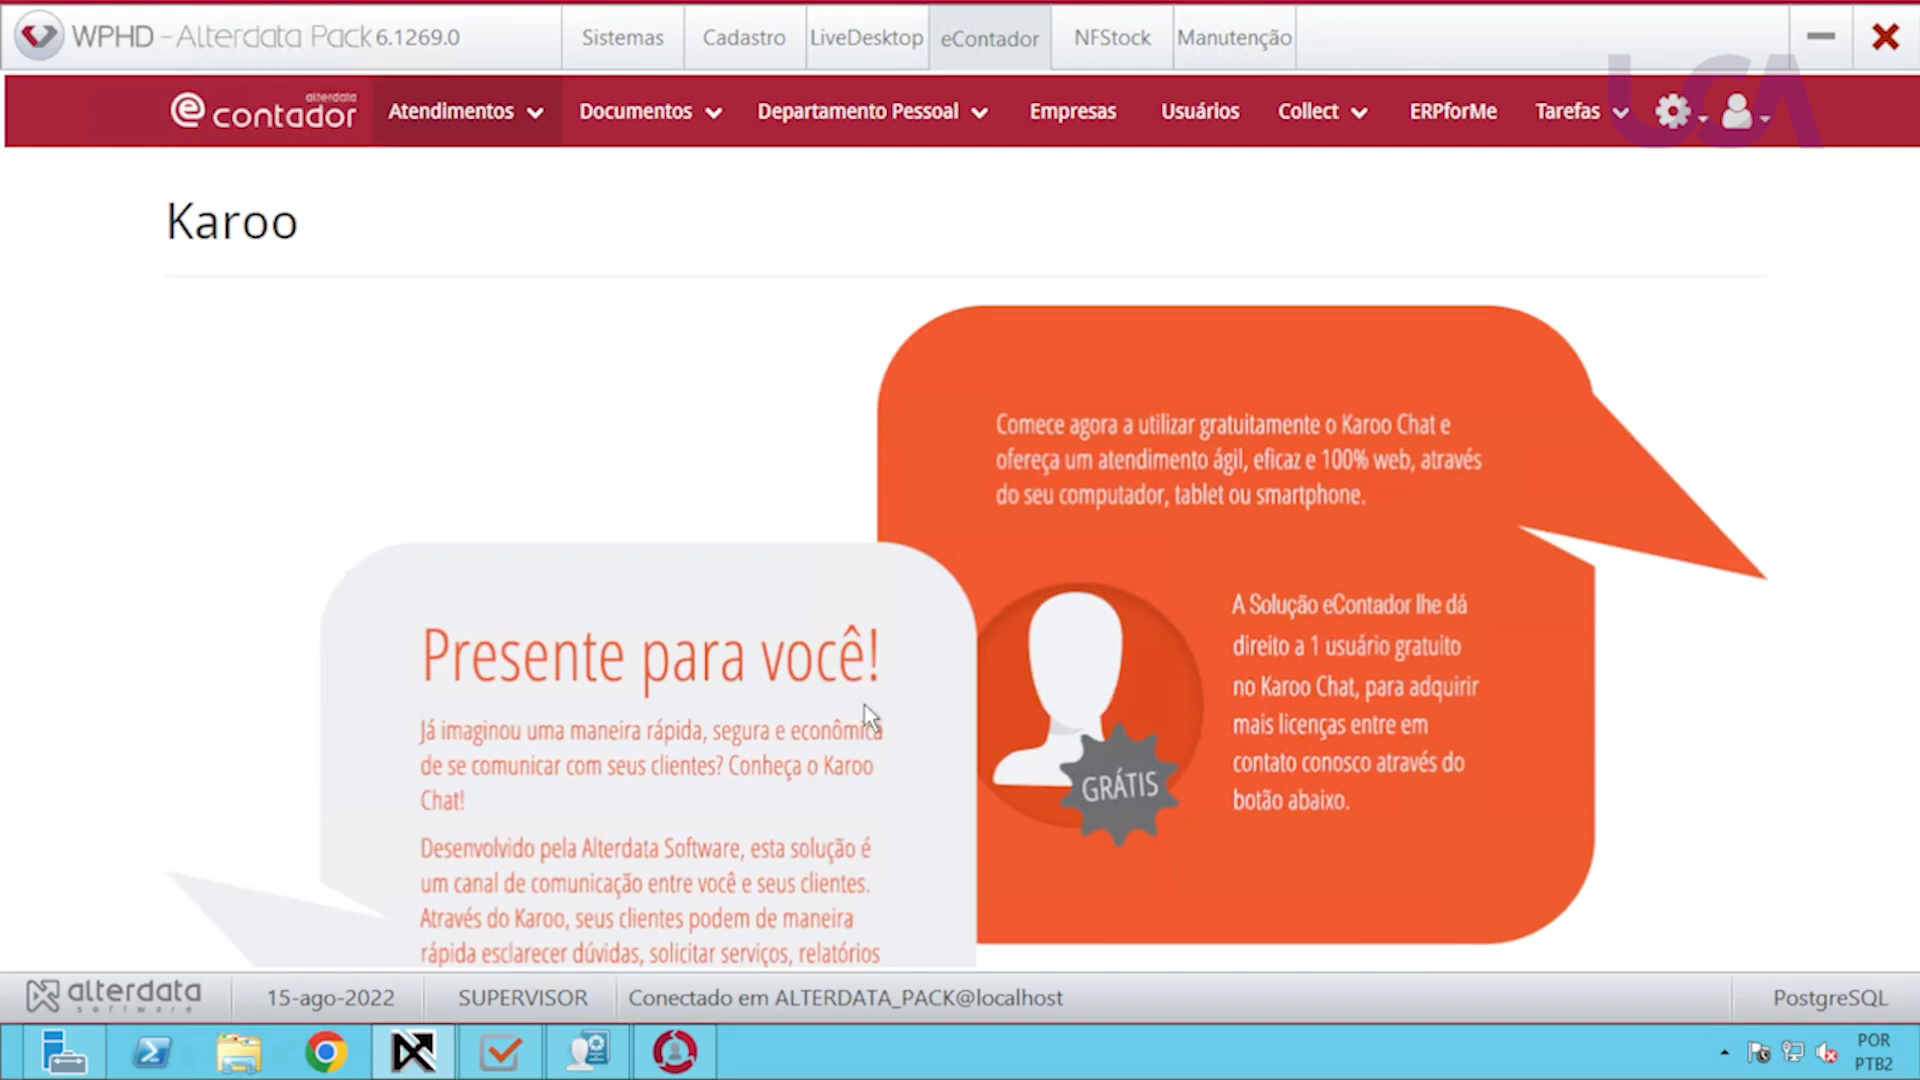 WPHD - Alterdata Pack 6.1269.0
Sistemas
Cadastro
LiveDesktop
eContador
NFStock
Manutenção
e contador alterdata
Atendimentos
Documentos
Departamento Pessoal
Empresas
Usuários
Collect
ERPforMe
Tarefas
UCA
Karoo
Comece agora a utilizar gratuitamente o Karoo Chat e
ofereça um atendimento ágil, eficaz e 100% web, através
do seu computador, tablet ou smartphone.
A Solução eContador lhe dá
direito a 1 usuário gratuito
no Karoo Chat, para adquirir
mais licenças entre em
contato conosco através do
botão abaixo.
GRÁTIS
Presente para você!
Já imaginou uma maneira rápida, segura e econômica
de se comunicar com seus clientes? Conheça o Karoo
Chat!
Desenvolvido pela Alterdata Software, esta solução é
um canal de comunicação entre você e seus clientes.
Através do Karoo, seus clientes podem de maneira
rápida esclarecer dúvidas, solicitar serviços, relatórios
alterdata
software
15-ago-2022
SUPERVISOR
Conectado em ALTERDATA_PACK@localhost
PostgreSQL
POR
PTB2